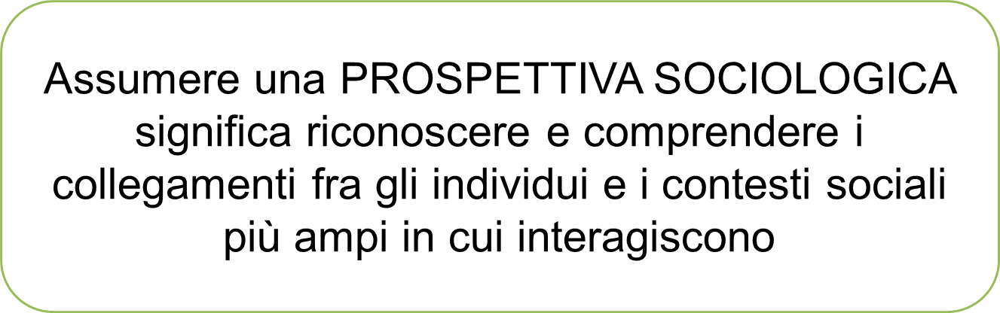 Assumere una PROSPETTIVA SOCIOLOGICA
significa riconoscere e comprendere i
collegamenti fra gli individui e i contesti sociali
più ampi in cui interagiscono